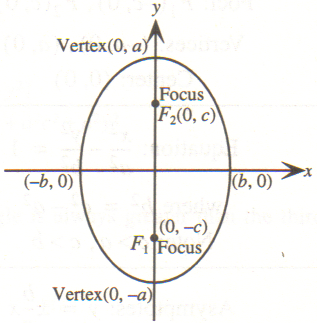 y
Vertex(0, a)
Focus
F₂(0, c)
x
(−b, 0)
(b, 0)
(0, −c)
F₁
Focus
Vertex(0, −a)